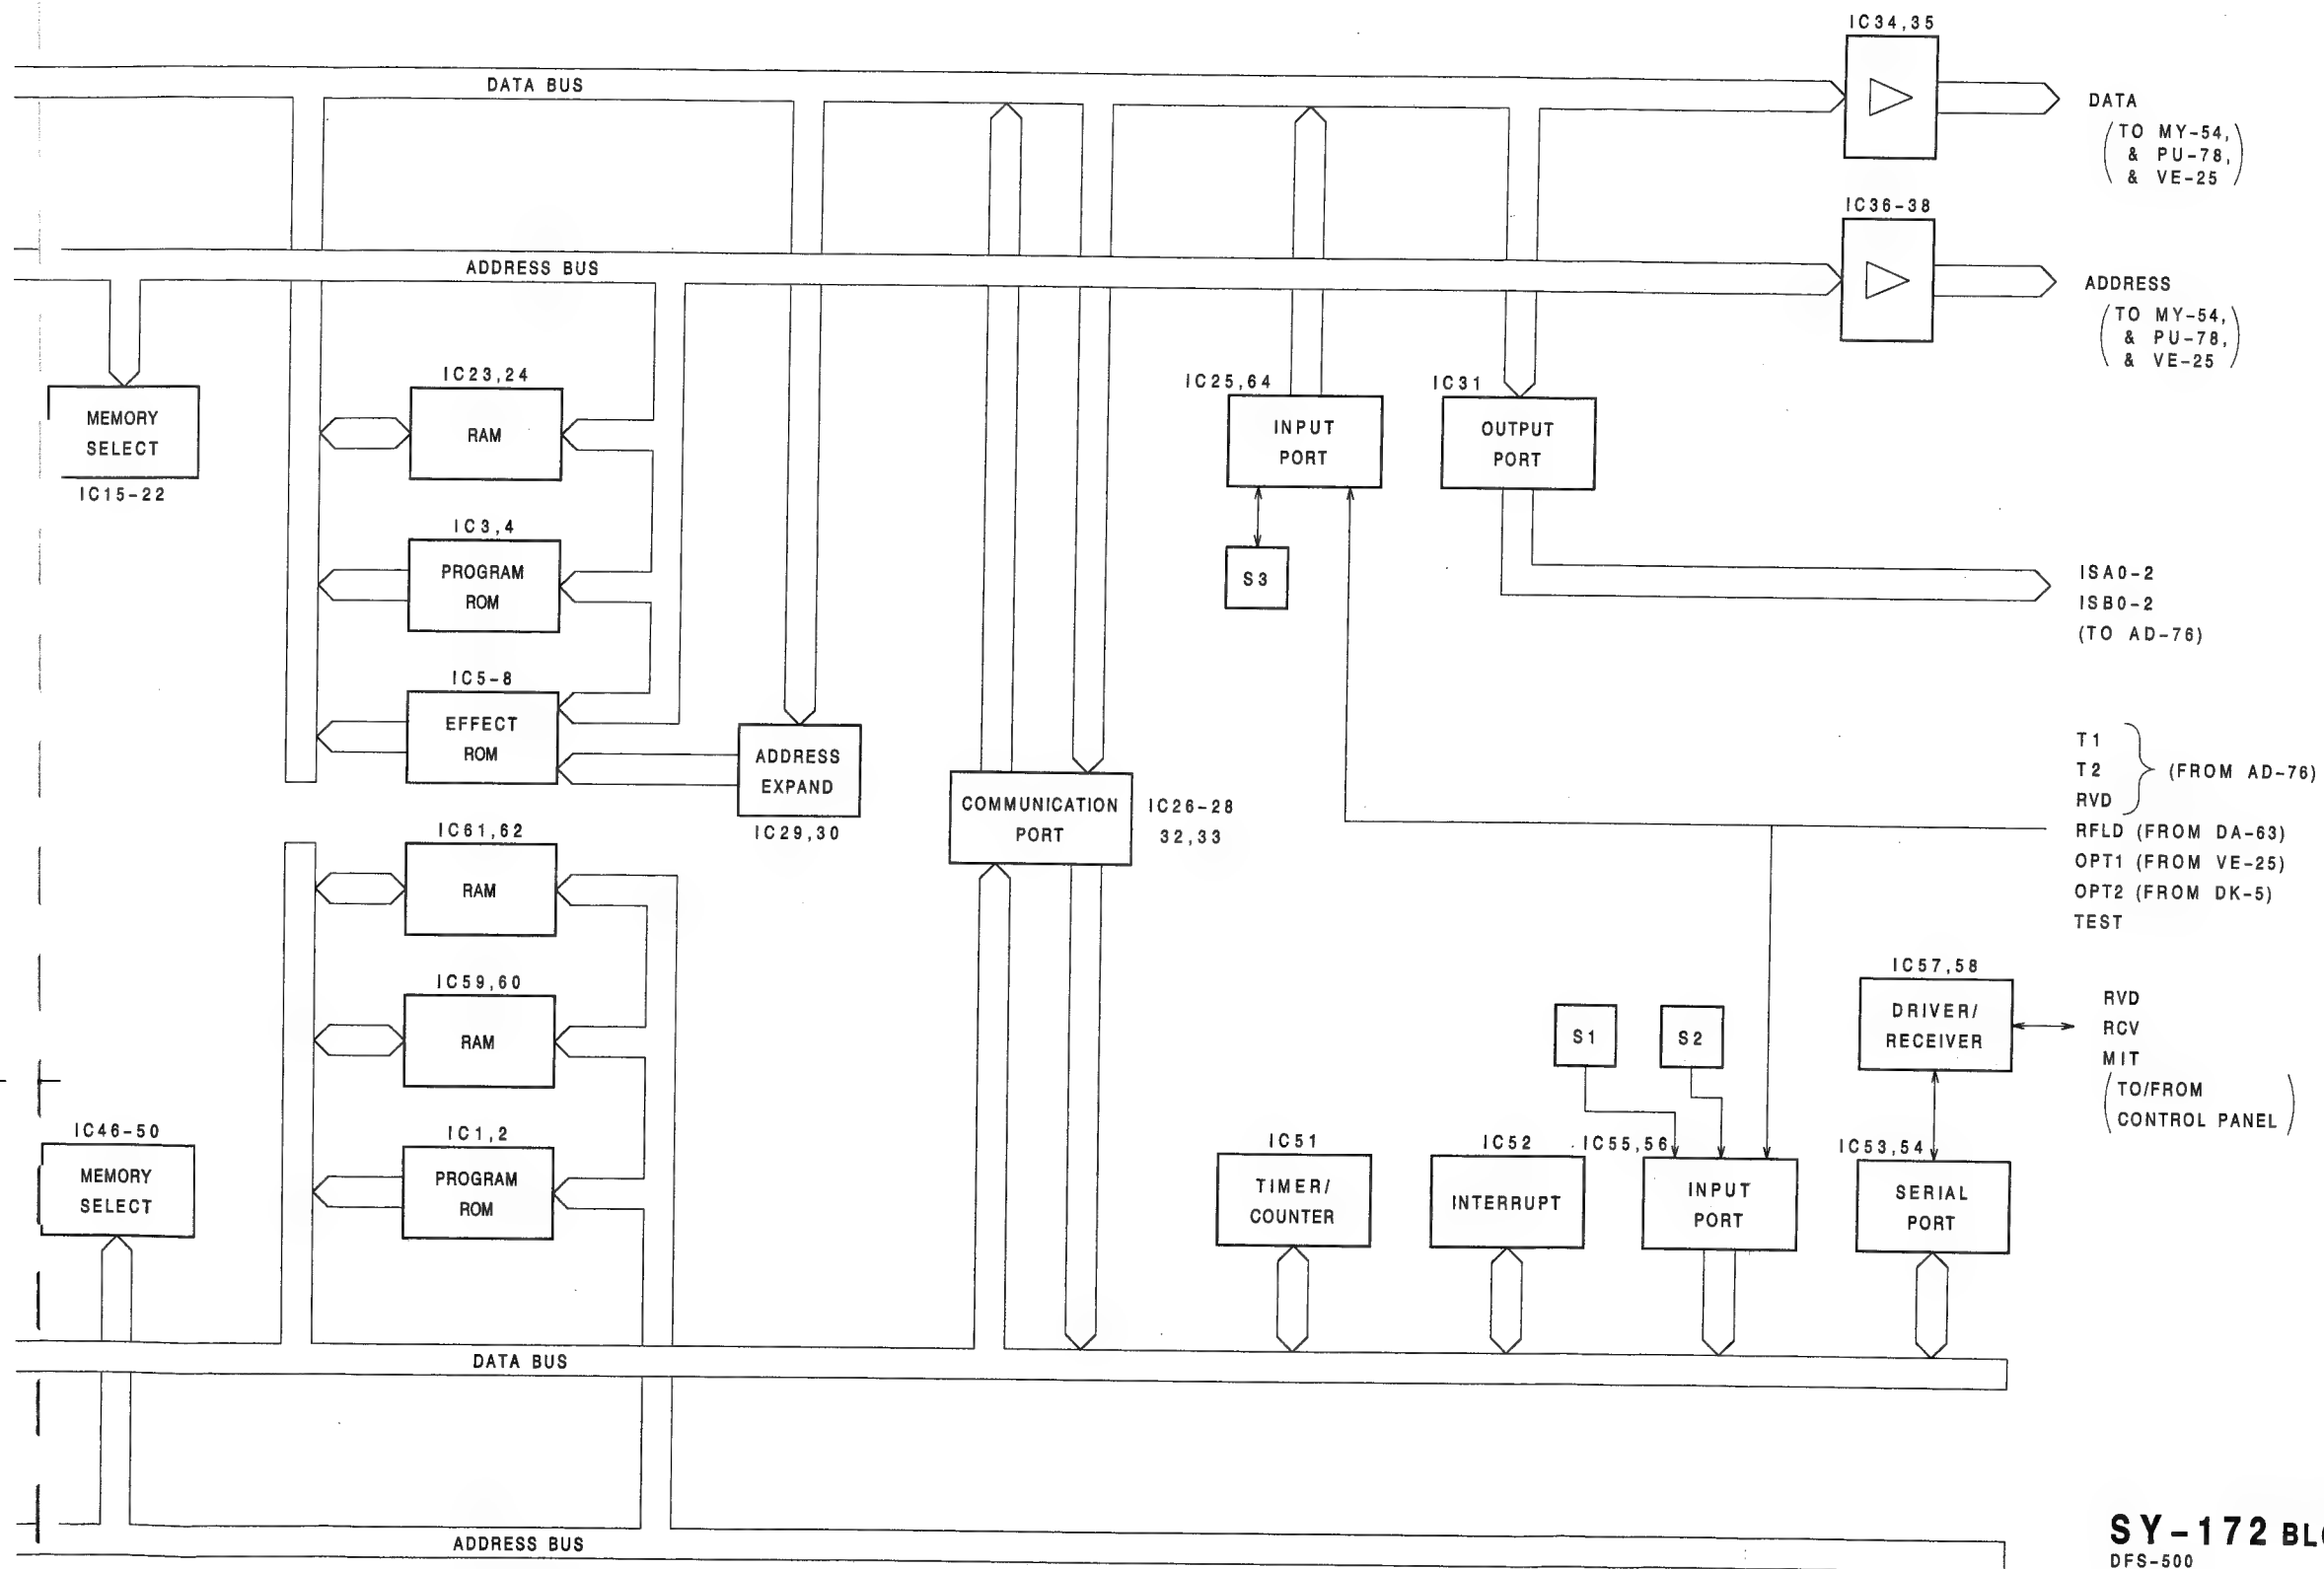 IC34,35
DATA BUS
DATA
(TO MY-54,
& PU-78,
& VE-25)
IC36-38
ADDRESS BUS
ADDRESS
(TO MY-54,
& PU-78,
& VE-25)
IC23,24
RAM
IC25,64
INPUT
PORT
IC31
OUTPUT
PORT
MEMORY
SELECT
IC15-22
IC3,4
PROGRAM
ROM
S3
ISA0-2
ISB0-2
(TO AD-76)
IC5-8
EFFECT
ROM
ADDRESS
EXPAND
IC29,30
COMMUNICATION
PORT
IC26-28
32,33
T1
T2
RVD
(FROM AD-76)
RFLD (FROM DA-63)
OPT1 (FROM VE-25)
OPT2 (FROM DK-5)
TEST
IC61,62
RAM
IC59,60
RAM
S1
S2
IC57,58
DRIVER/
RECEIVER
RVD
RCV
MIT
(TO/FROM
CONTROL PANEL)
IC46-50
MEMORY
SELECT
IC1,2
PROGRAM
ROM
IC51
TIMER/
COUNTER
IC52
INTERRUPT
IC55,56
INPUT
PORT
IC53,54
SERIAL
PORT
DATA BUS
ADDRESS BUS
SY-172
DFS-500